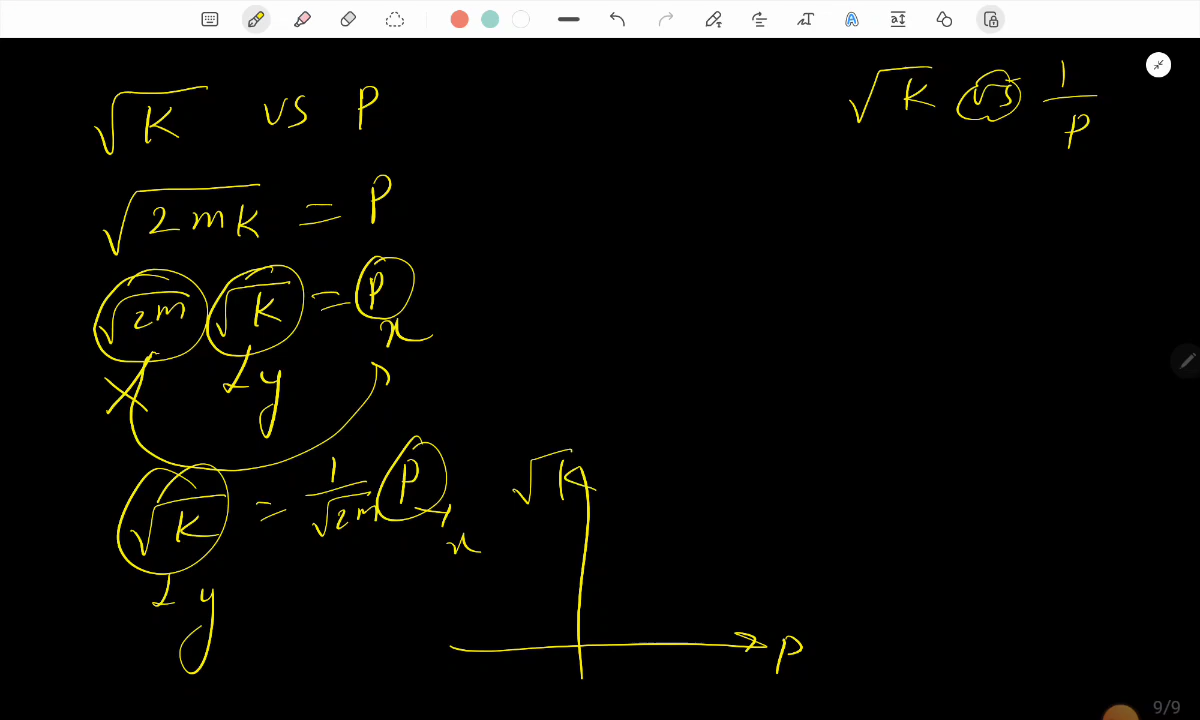 √K vs P
√K vs 1/P
√2mK = P
√2m √K = P
x
y
√K = 1/√2m P
x
y
√K
P
9/9